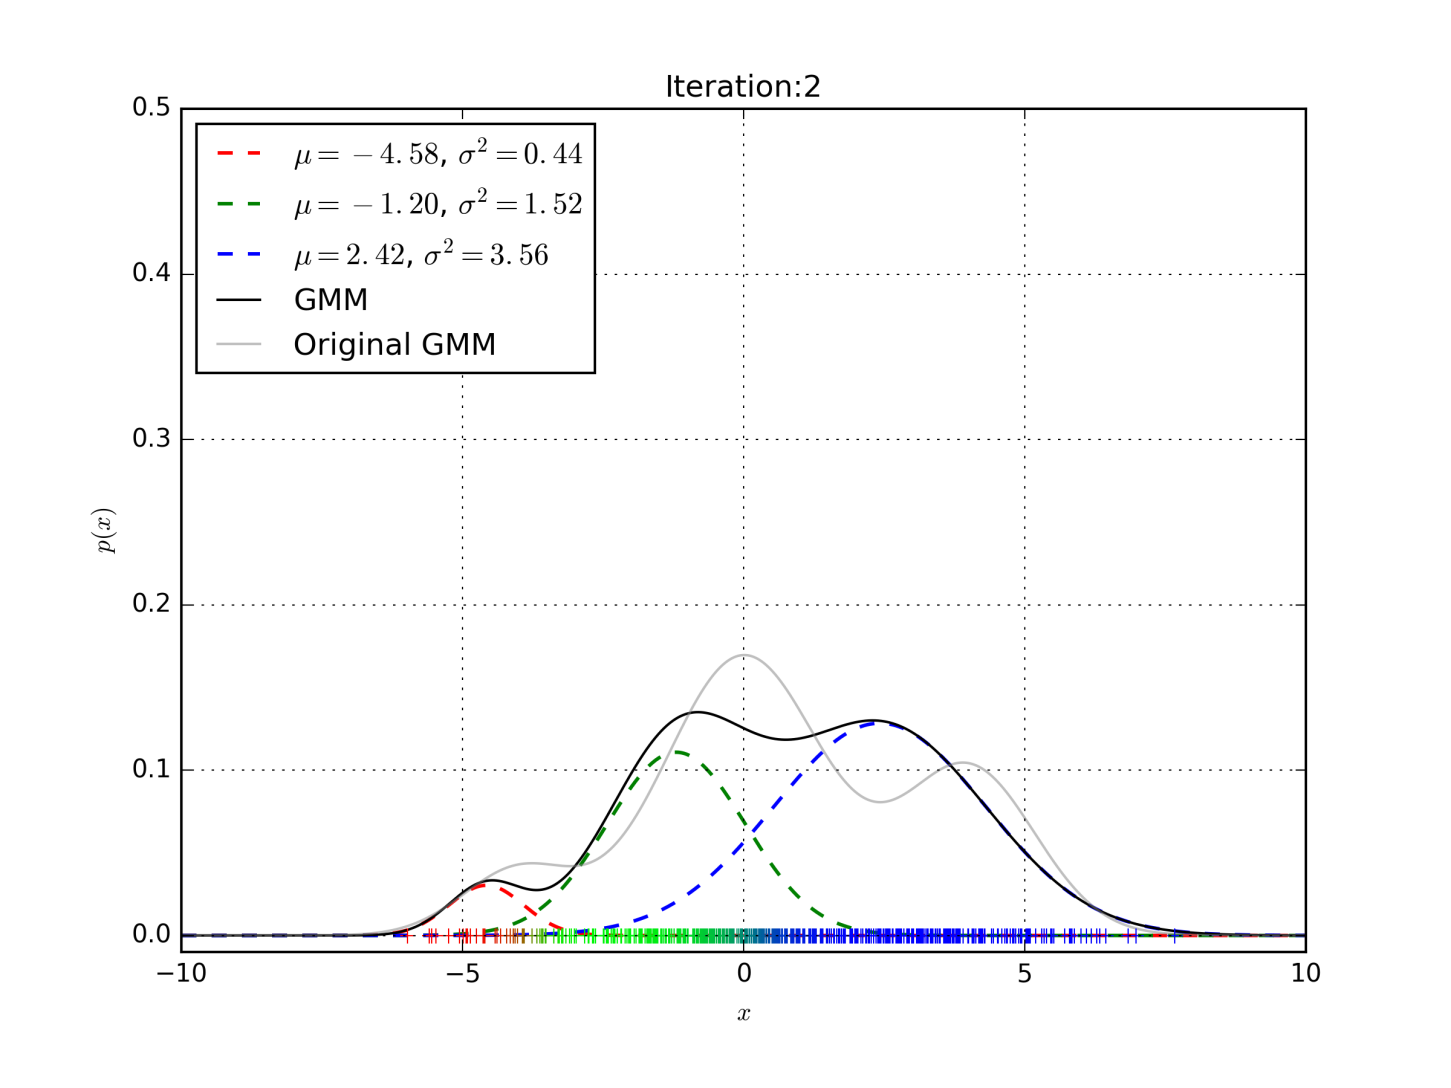 Iteration:2
0.5
0.4
0.3
0.2
0.1
0.0
μ = −4.58, σ² = 0.44
μ = −1.20, σ² = 1.52
μ = 2.42, σ² = 3.56
GMM
Original GMM
p(x)
−10 −5 0 5 10
x